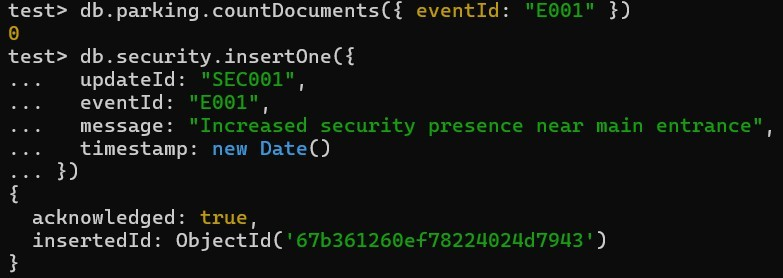 test> db.parking.countDocuments({ eventId: "E001" })
0
test> db.security.insertOne({
...   updateId: "SEC001",
...   eventId: "E001",
...   message: "Increased security presence near main entrance",
...   timestamp: new Date()
... })
{
  acknowledged: true,
  insertedId: ObjectId('67b361260ef78224024d7943')
}